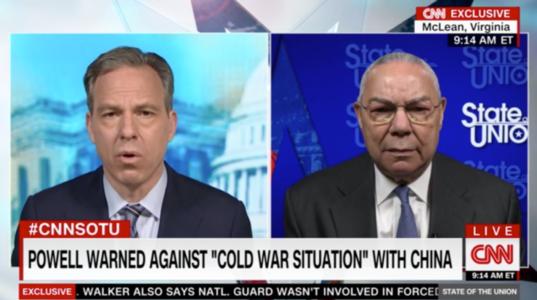 CNN EXCLUSIVE
McLean, Virginia
9:14 AM ET
State of the
UNION
State of the
UNION
#CNNSOTU
LIVE
POWELL WARNED AGAINST "COLD WAR SITUATION" WITH CHINA
CNN
9:14 AM ET
EXCLUSIVE . WALKER ALSO SAYS NATL. GUARD WASN'T INVOLVED IN FORCED STATE OF THE UNION